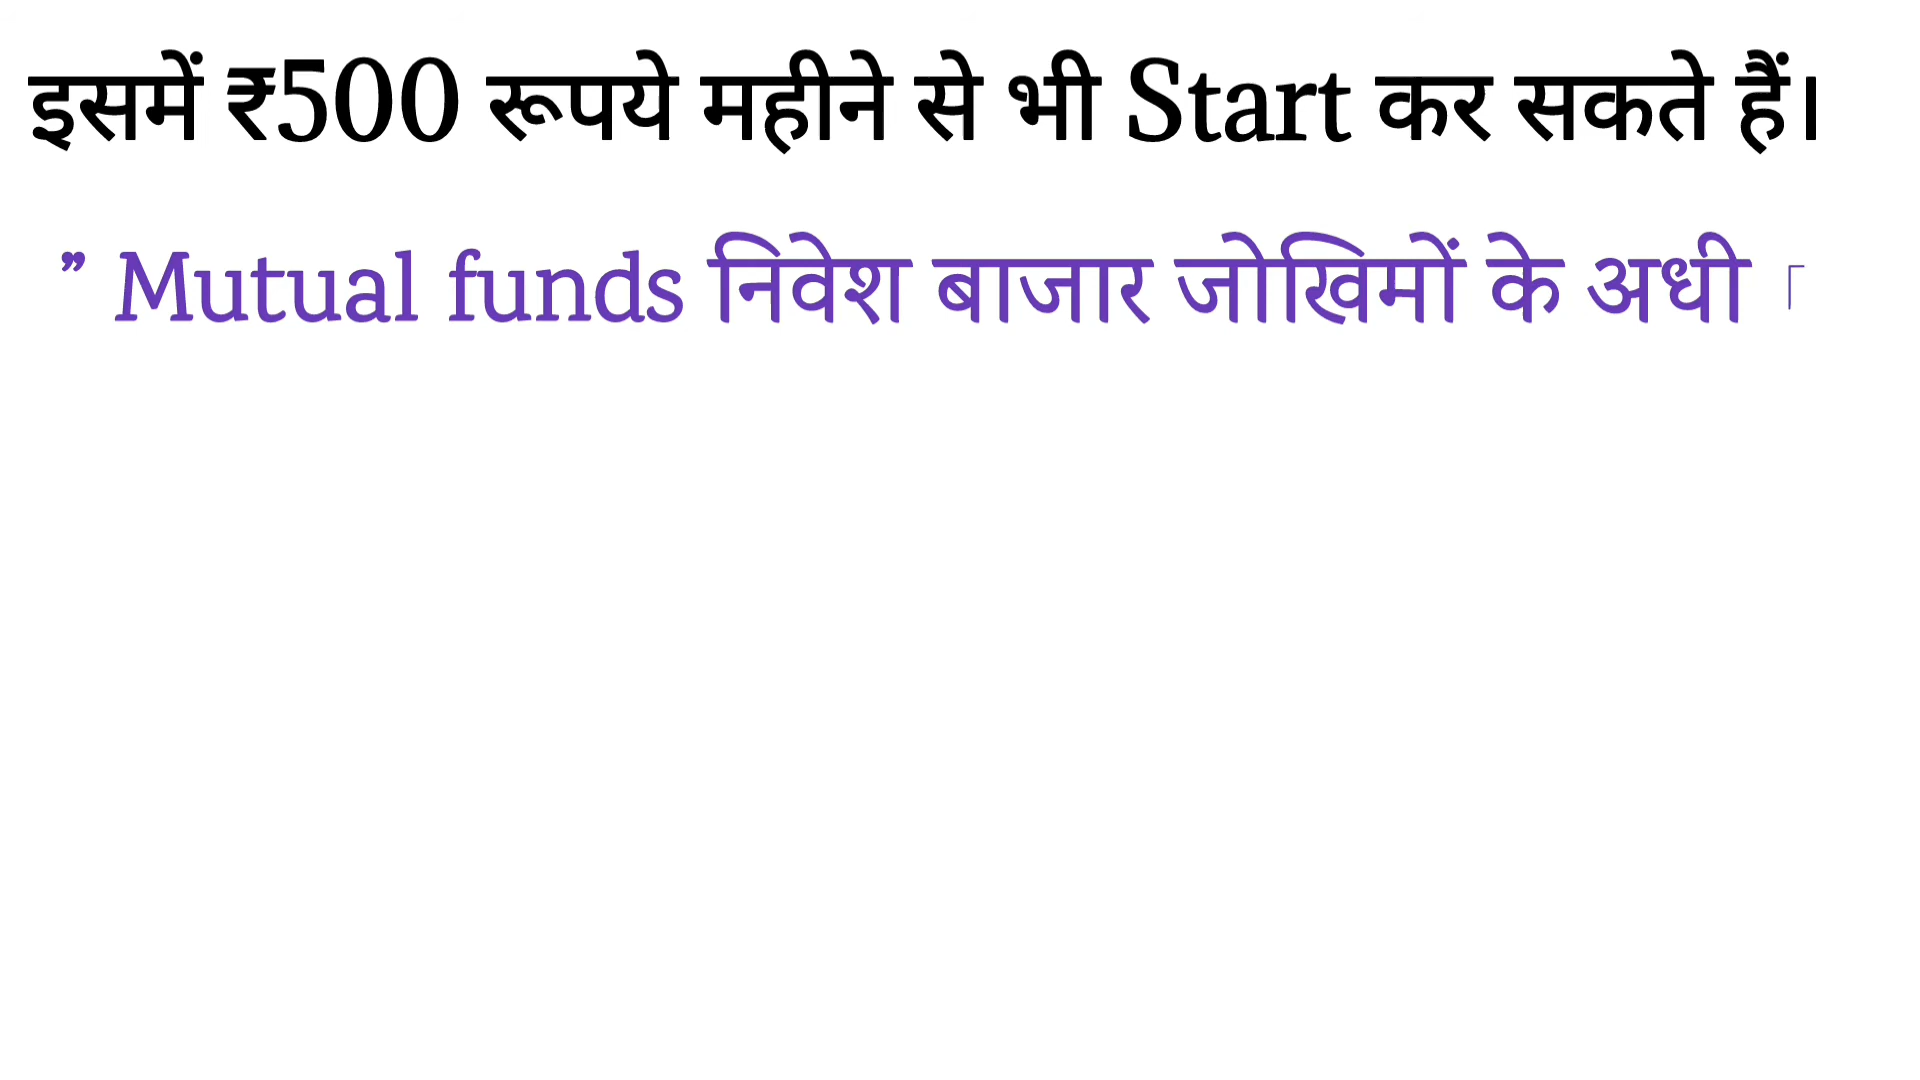 इसमें ₹500 रूपये महीने से भी Start कर सकते हैं।
” Mutual funds निवेश बाजार जोखिमों के अधी